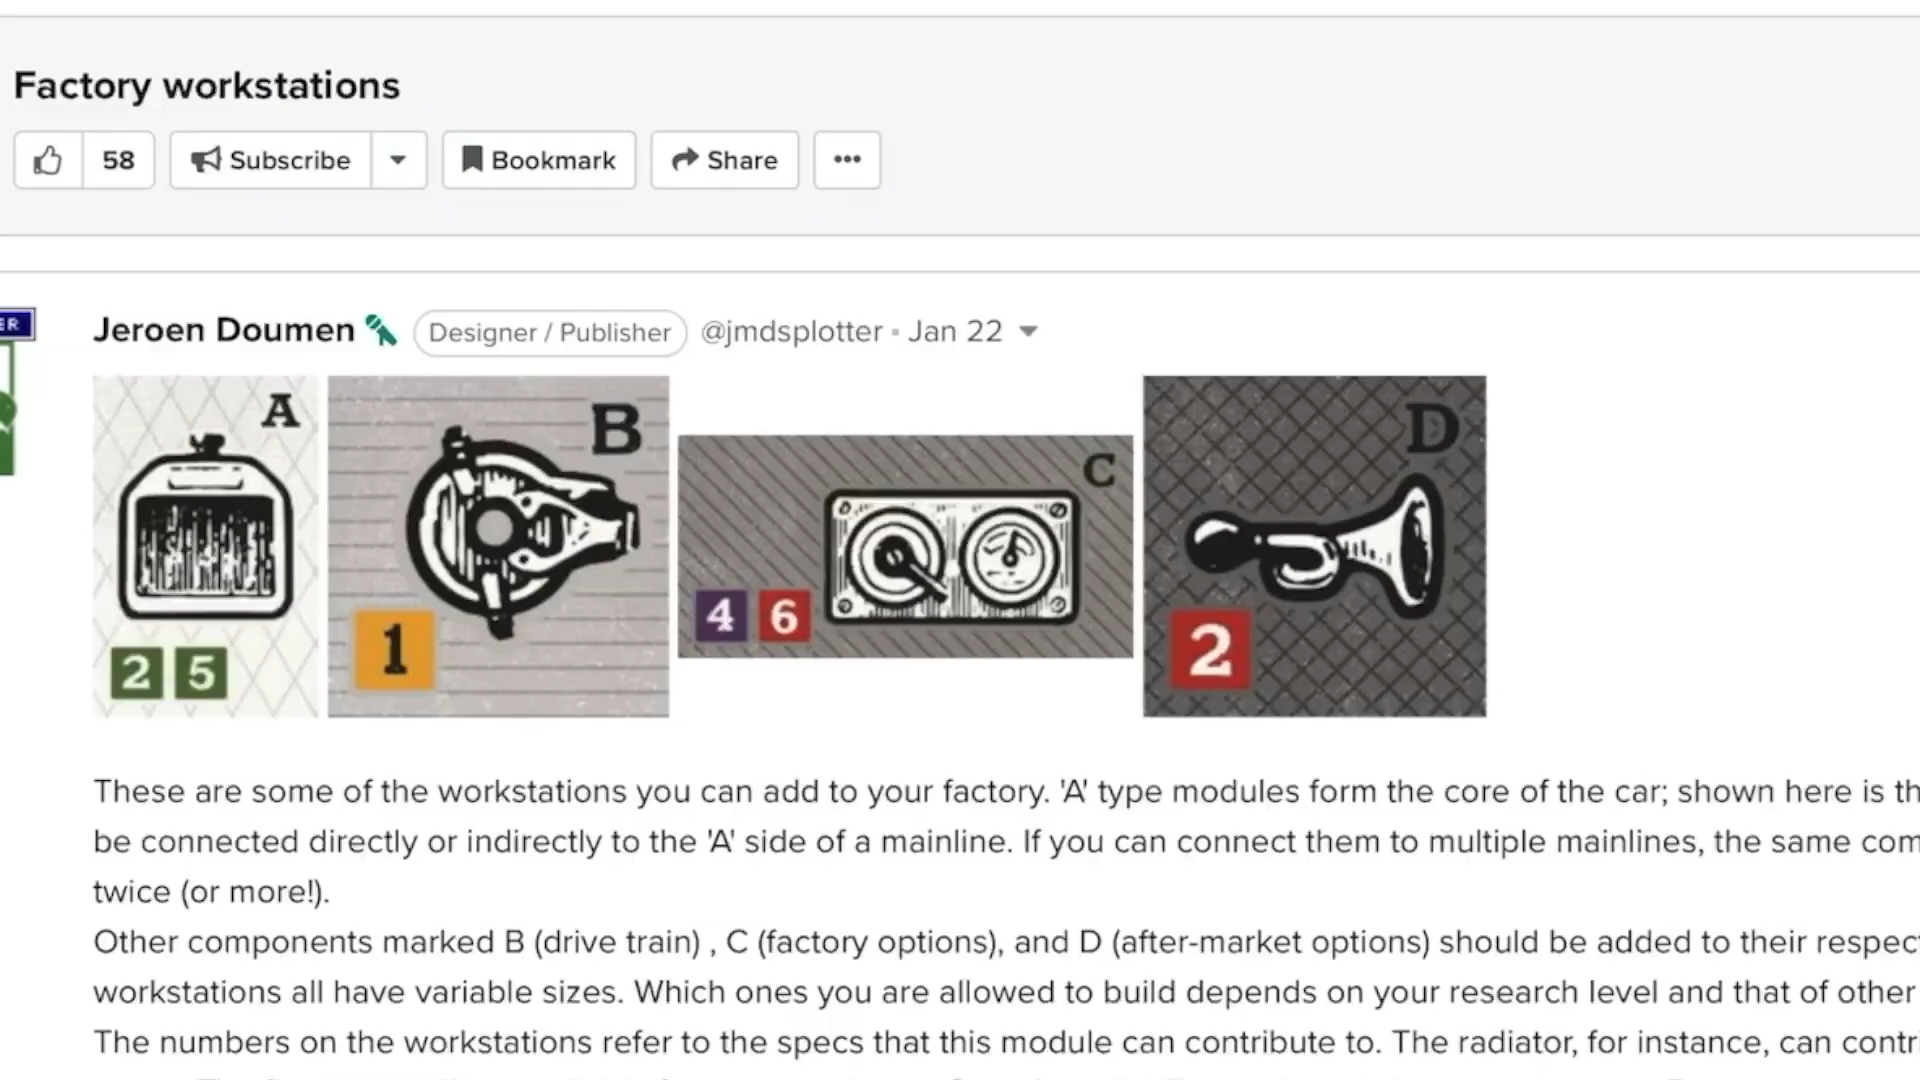 Factory workstations
58 Subscribe Bookmark Share
ER
Jeroen Doumen Designer / Publisher @jmdsplotter • Jan 22
A B C D
2 5 1 4 6 2
These are some of the workstations you can add to your factory. 'A' type modules form the core of the car; shown here is th
be connected directly or indirectly to the 'A' side of a mainline. If you can connect them to multiple mainlines, the same com
twice (or more!).
Other components marked B (drive train) , C (factory options), and D (after-market options) should be added to their respect
workstations all have variable sizes. Which ones you are allowed to build depends on your research level and that of other
The numbers on the workstations refer to the specs that this module can contribute to. The radiator, for instance, can contri